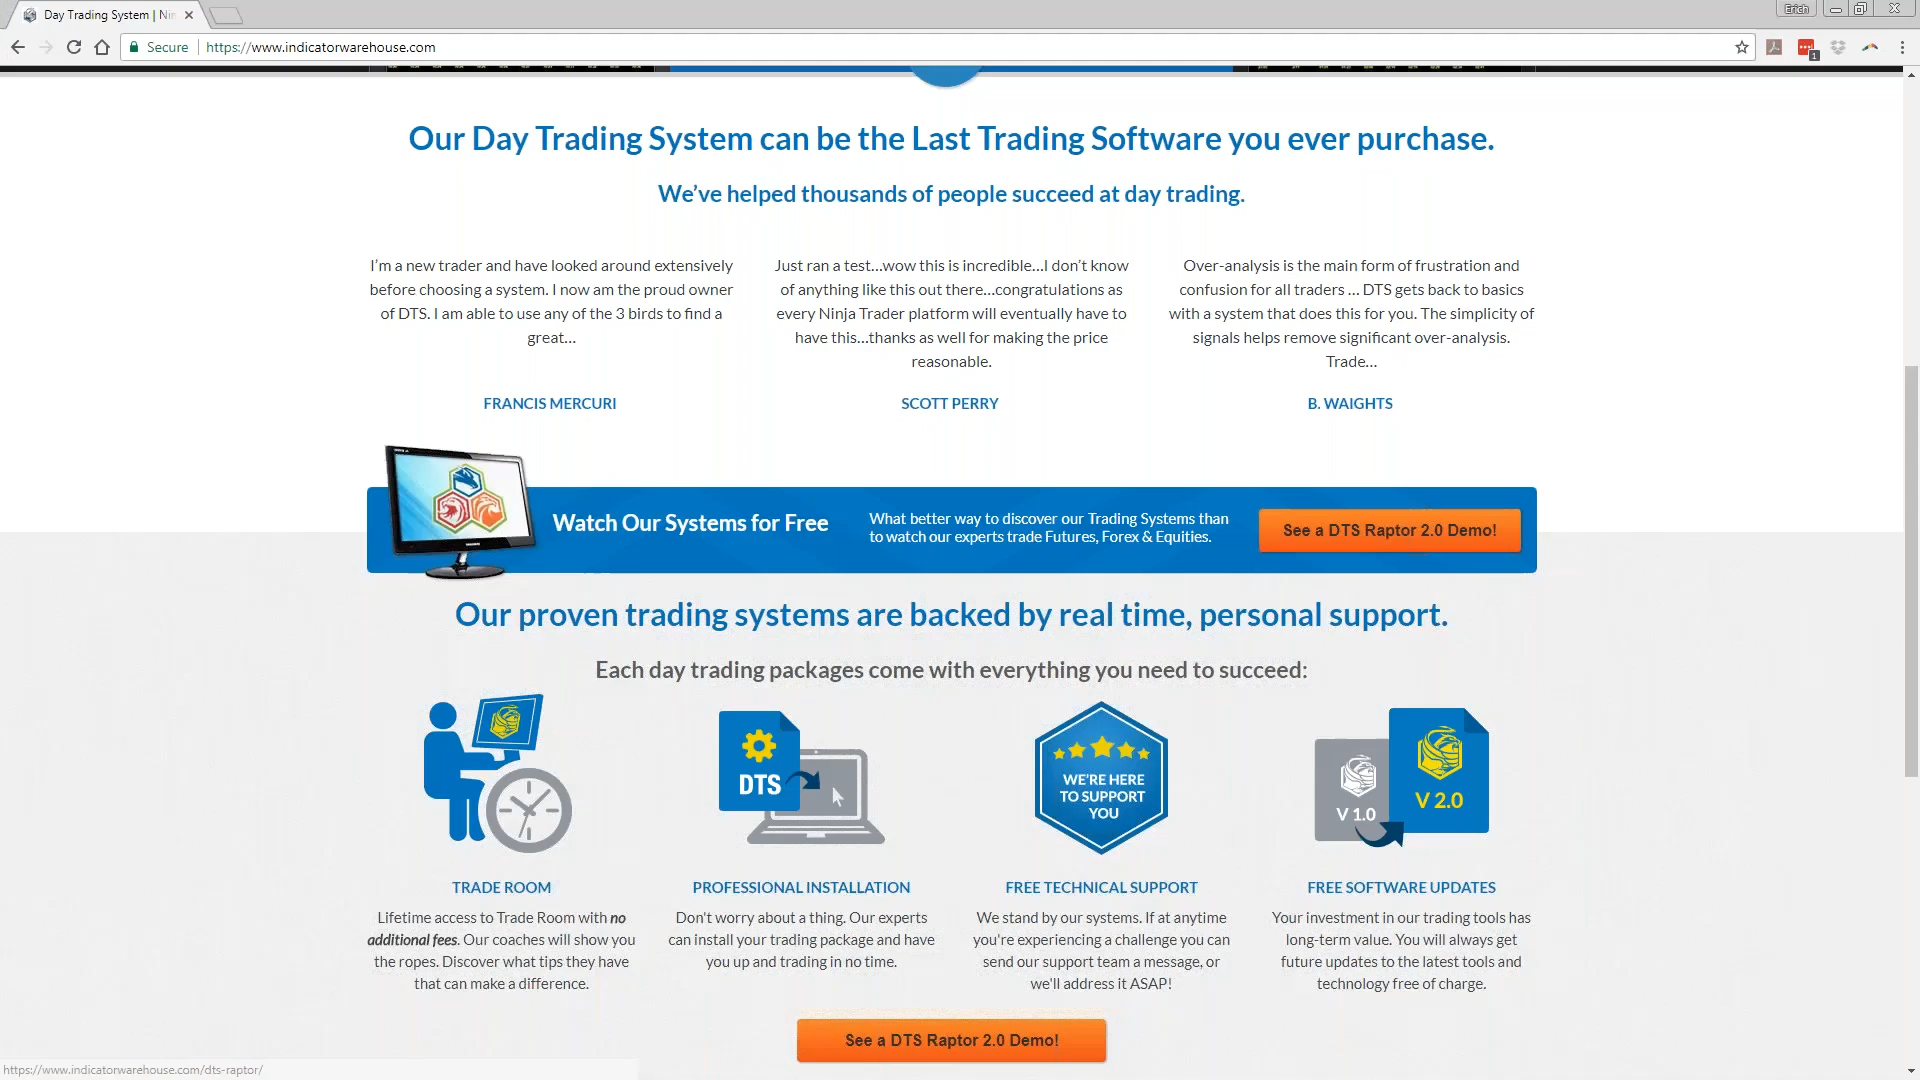 Day Trading System | Nin
Erich
Secure
https://www.indicatorwarehouse.com
1
Our Day Trading System can be the Last Trading Software you ever purchase.
We’ve helped thousands of people succeed at day trading.
I’m a new trader and have looked around extensively
before choosing a system. I now am the proud owner
of DTS. I am able to use any of the 3 birds to find a
great…
FRANCIS MERCURI
Just ran a test…wow this is incredible…I don’t know
of anything like this out there…congratulations as
every Ninja Trader platform will eventually have to
have this…thanks as well for making the price
reasonable.
SCOTT PERRY
Over-analysis is the main form of frustration and
confusion for all traders … DTS gets back to basics
with a system that does this for you. The simplicity of
signals helps remove significant over-analysis.
Trade…
B. WAIGHTS
Watch Our Systems for Free
What better way to discover our Trading Systems than
to watch our experts trade Futures, Forex & Equities.
See a DTS Raptor 2.0 Demo!
Our proven trading systems are backed by real time, personal support.
Each day trading packages come with everything you need to succeed:
TRADE ROOM
Lifetime access to Trade Room with no
additional fees. Our coaches will show you
the ropes. Discover what tips they have
that can make a difference.
DTS
PROFESSIONAL INSTALLATION
Don't worry about a thing. Our experts
can install your trading package and have
you up and trading in no time.
WE'RE HERE
TO SUPPORT
YOU
FREE TECHNICAL SUPPORT
We stand by our systems. If at anytime
you're experiencing a challenge you can
send our support team a message, or
we'll address it ASAP!
V 1.0
V 2.0
FREE SOFTWARE UPDATES
Your investment in our trading tools has
long-term value. You will always get
future updates to the latest tools and
technology free of charge.
See a DTS Raptor 2.0 Demo!
https://www.indicatorwarehouse.com/dts-raptor/